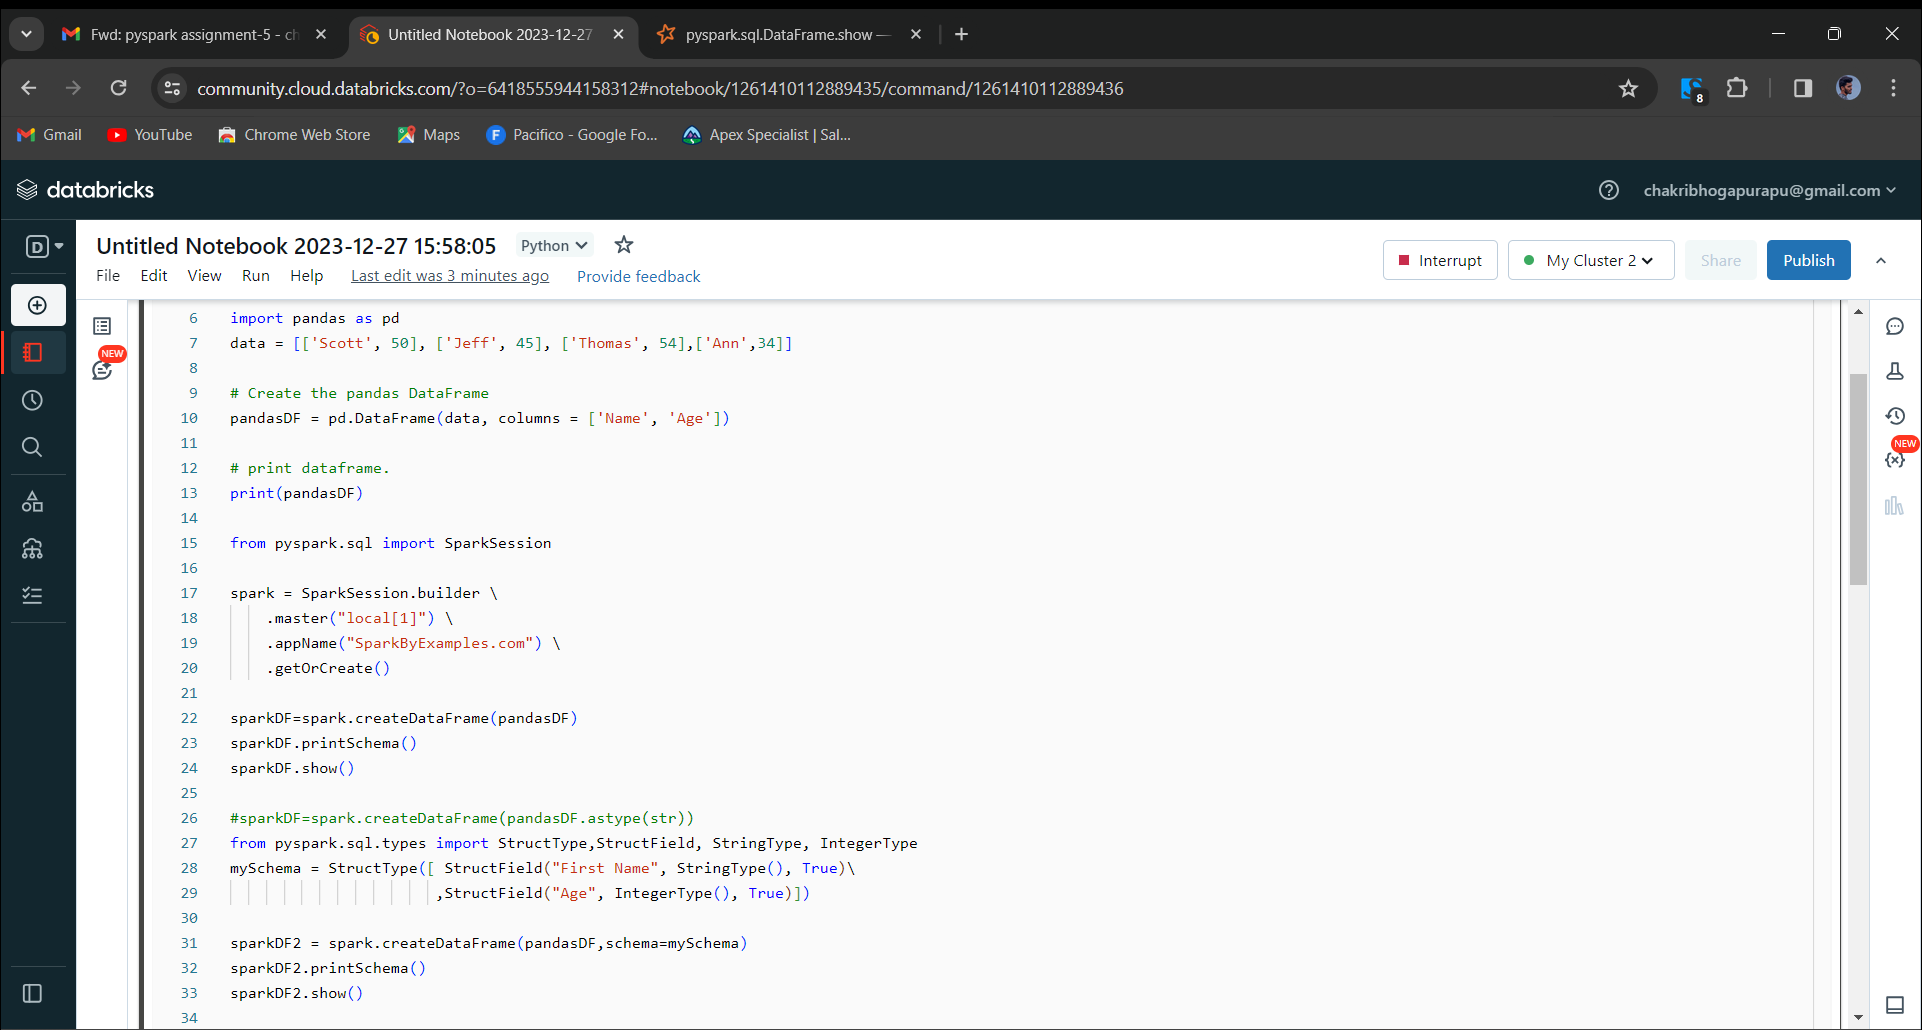 Fwd: pyspark assignment-5 - ch
Untitled Notebook 2023-12-27
pyspark.sql.DataFrame.show —
community.cloud.databricks.com/?o=6418555944158312#notebook/1261410112889435/command/1261410112889436
8
Gmail
YouTube
Chrome Web Store
Maps
F
Pacifico - Google Fo...
Apex Specialist | Sal...
databricks
chakribhogapurapu@gmail.com
D
Untitled Notebook 2023-12-27 15:58:05
Python
File Edit View Run Help Last edit was 3 minutes ago Provide feedback
Interrupt
My Cluster 2
Share
Publish
NEW
NEW
6 import pandas as pd
7 data = [['Scott', 50], ['Jeff', 45], ['Thomas', 54],['Ann',34]]
8
9 # Create the pandas DataFrame
10 pandasDF = pd.DataFrame(data, columns = ['Name', 'Age'])
11
12 # print dataframe.
13 print(pandasDF)
14
15 from pyspark.sql import SparkSession
16
17 spark = SparkSession.builder \
18 .master("local[1]") \
19 .appName("SparkByExamples.com") \
20 .getOrCreate()
21
22 sparkDF=spark.createDataFrame(pandasDF)
23 sparkDF.printSchema()
24 sparkDF.show()
25
26 #sparkDF=spark.createDataFrame(pandasDF.astype(str))
27 from pyspark.sql.types import StructType,StructField, StringType, IntegerType
28 mySchema = StructType([ StructField("First Name", StringType(), True)\
29 ,StructField("Age", IntegerType(), True)])
30
31 sparkDF2 = spark.createDataFrame(pandasDF,schema=mySchema)
32 sparkDF2.printSchema()
33 sparkDF2.show()
34